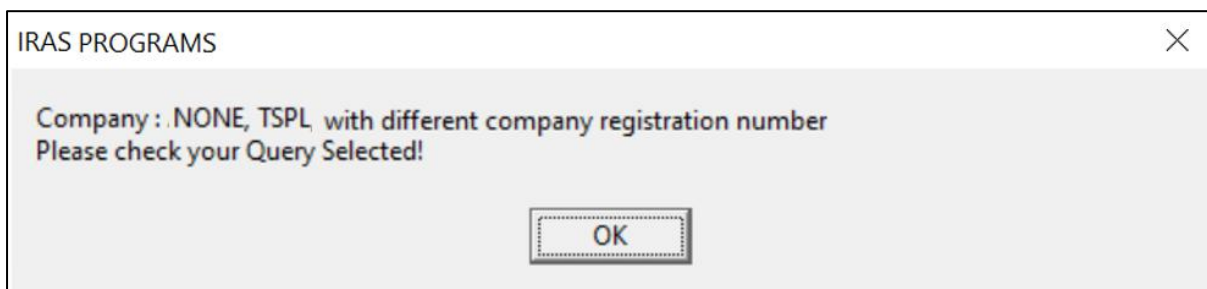 IRAS PROGRAMS
Company : .NONE, TSPL, with different company registration number
Please check your Query Selected!
OK